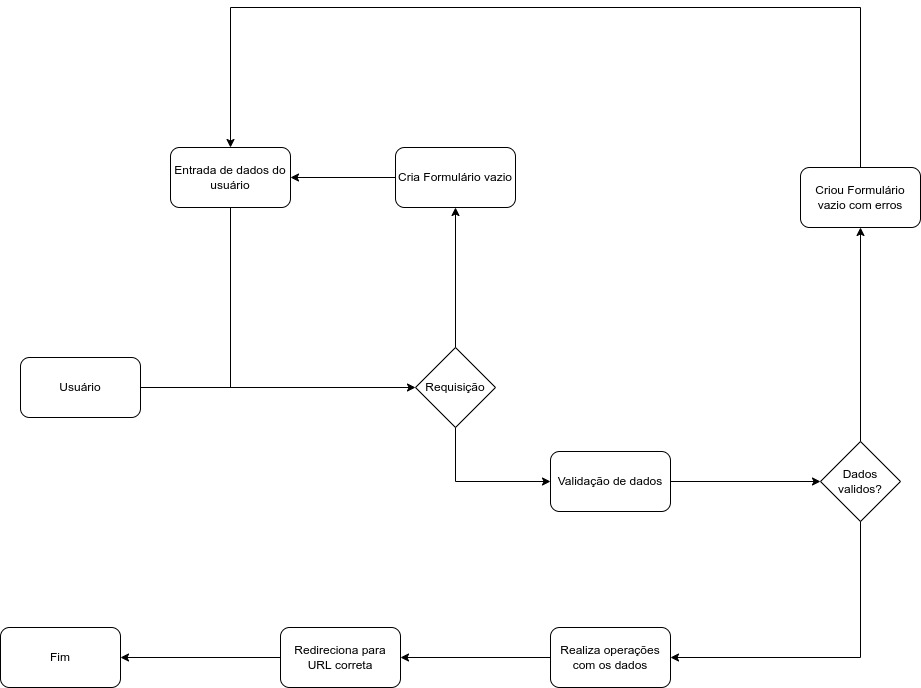 Entrada de dados do
usuário
Cria Formulário vazio
Criou Formulário
vazio com erros
Usuário
Requisição
Validação de dados
Dados
validos?
Fim
Redireciona para
URL correta
Realiza operações
com os dados